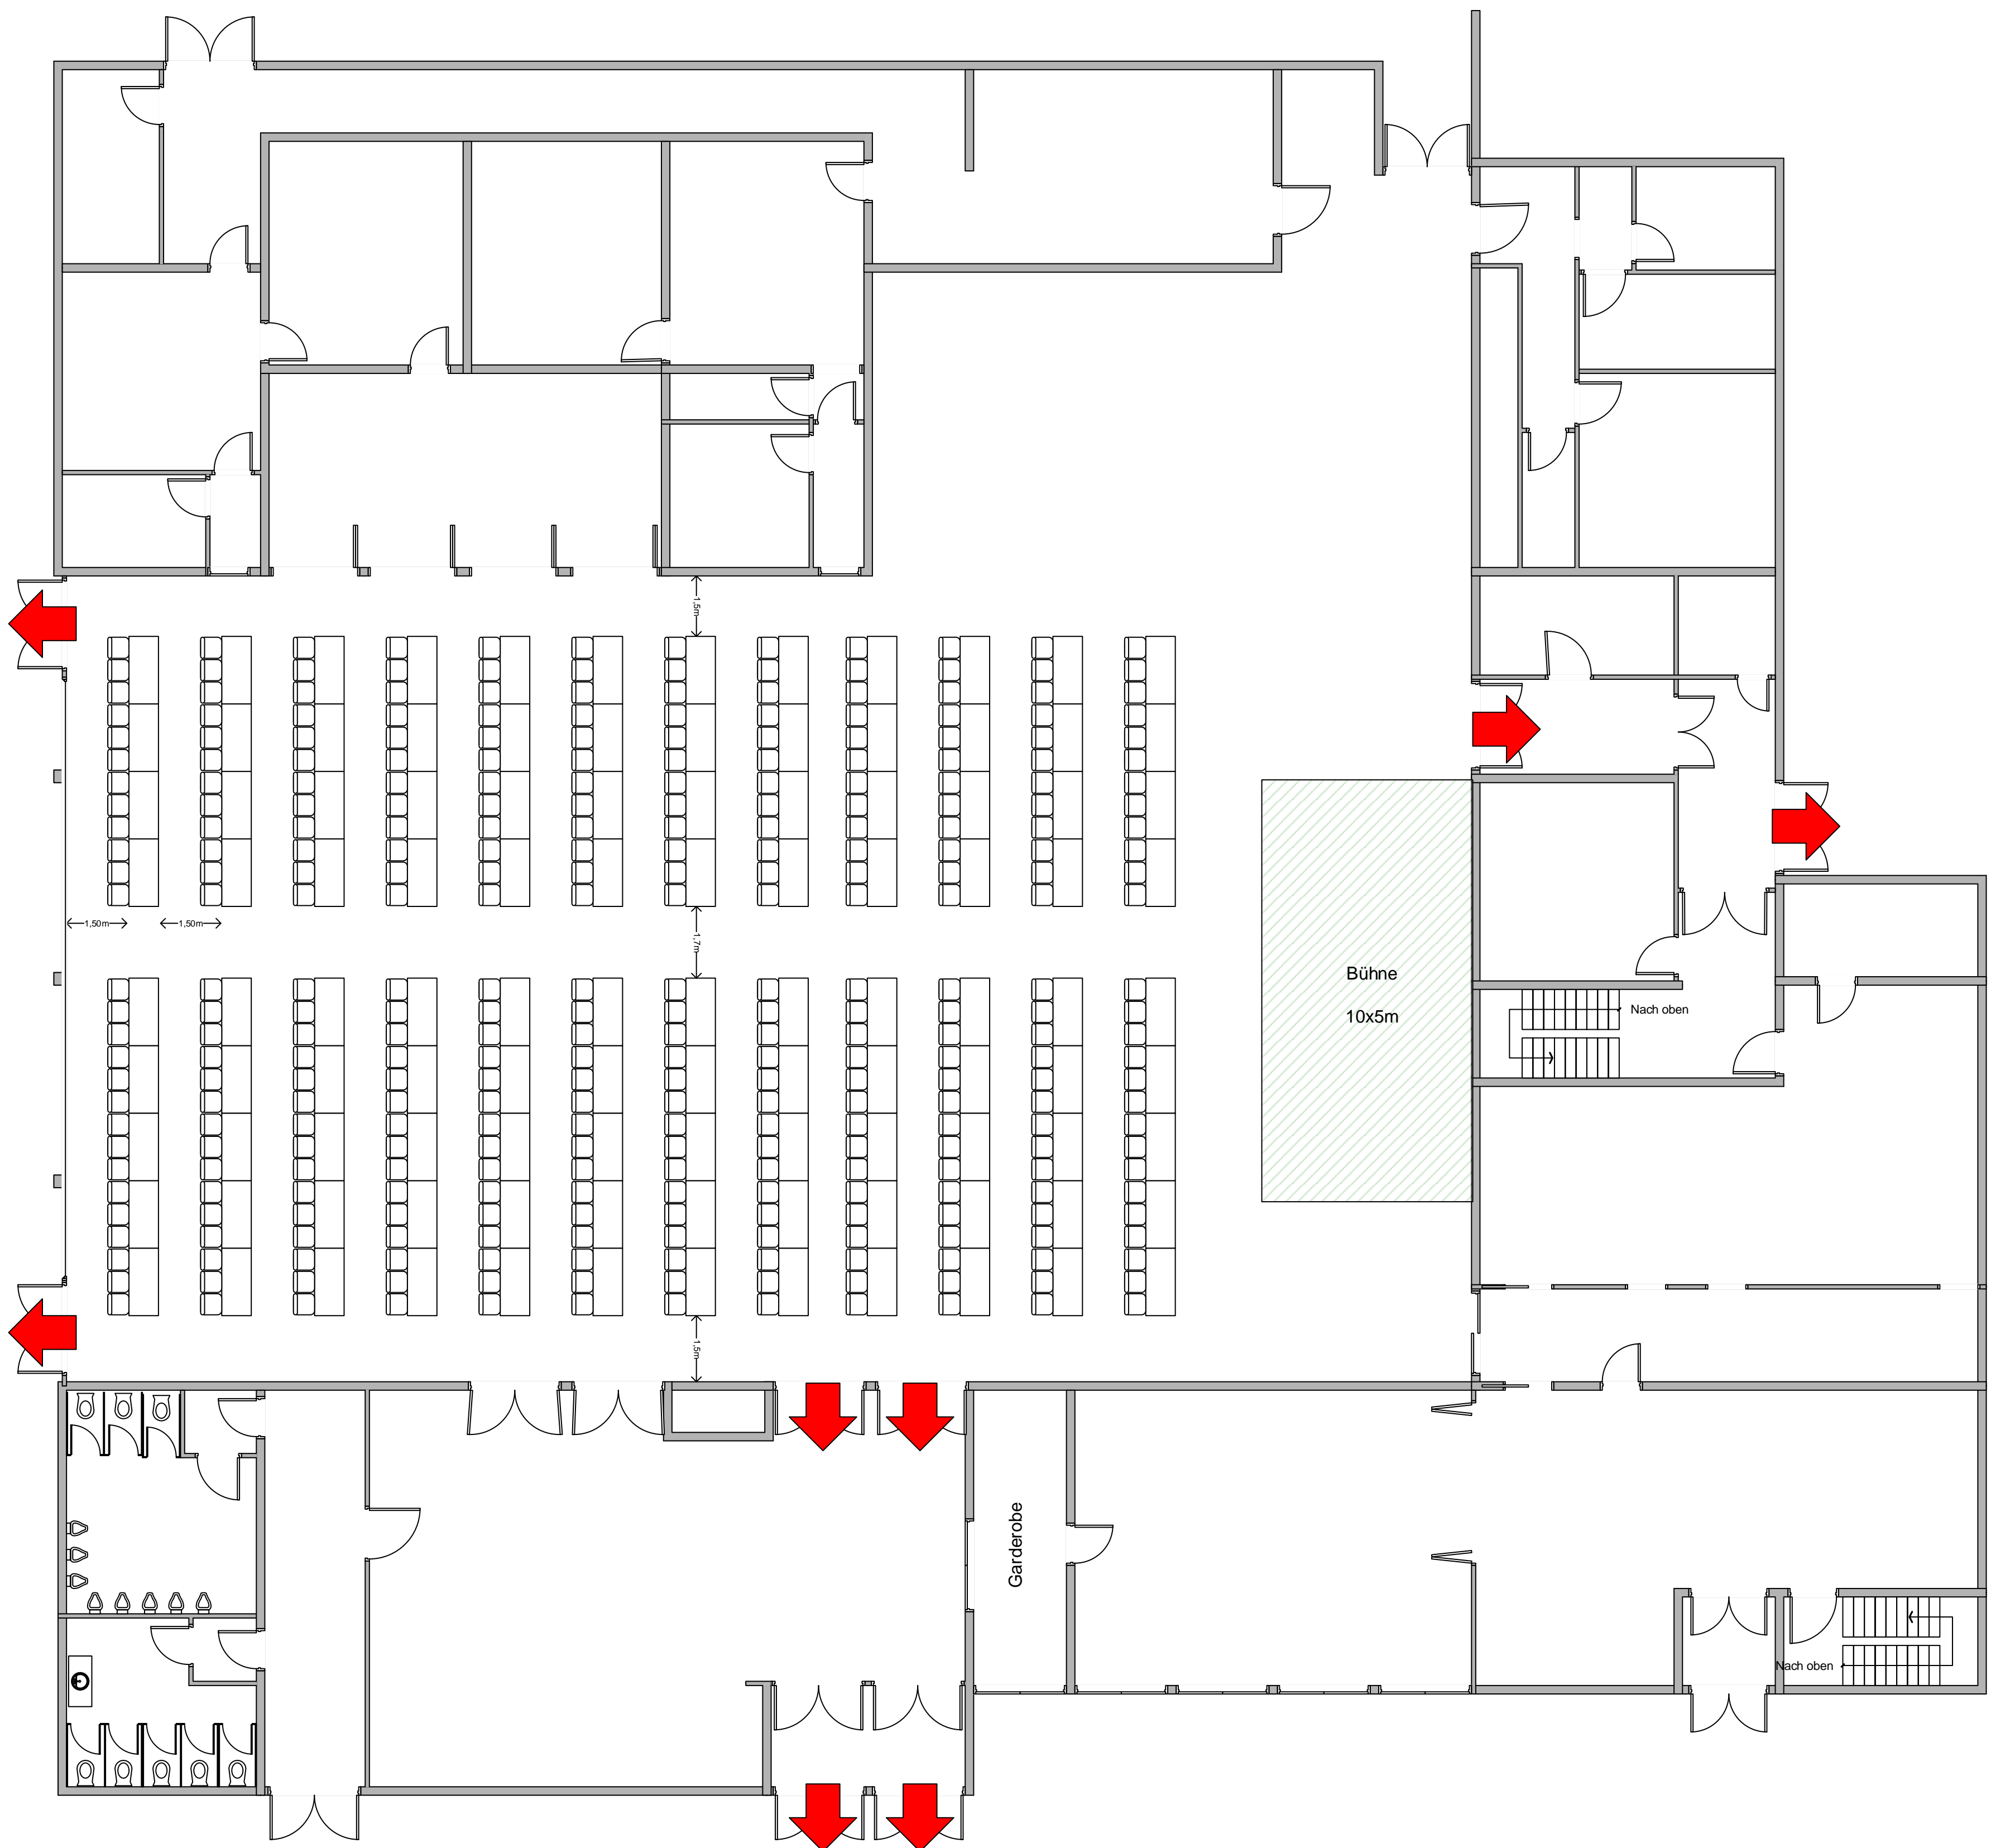 1,5m
1,50m
1,50m
1,7m
Bühne
10x5m
Nach oben
1,5m
Garderobe
Nach oben